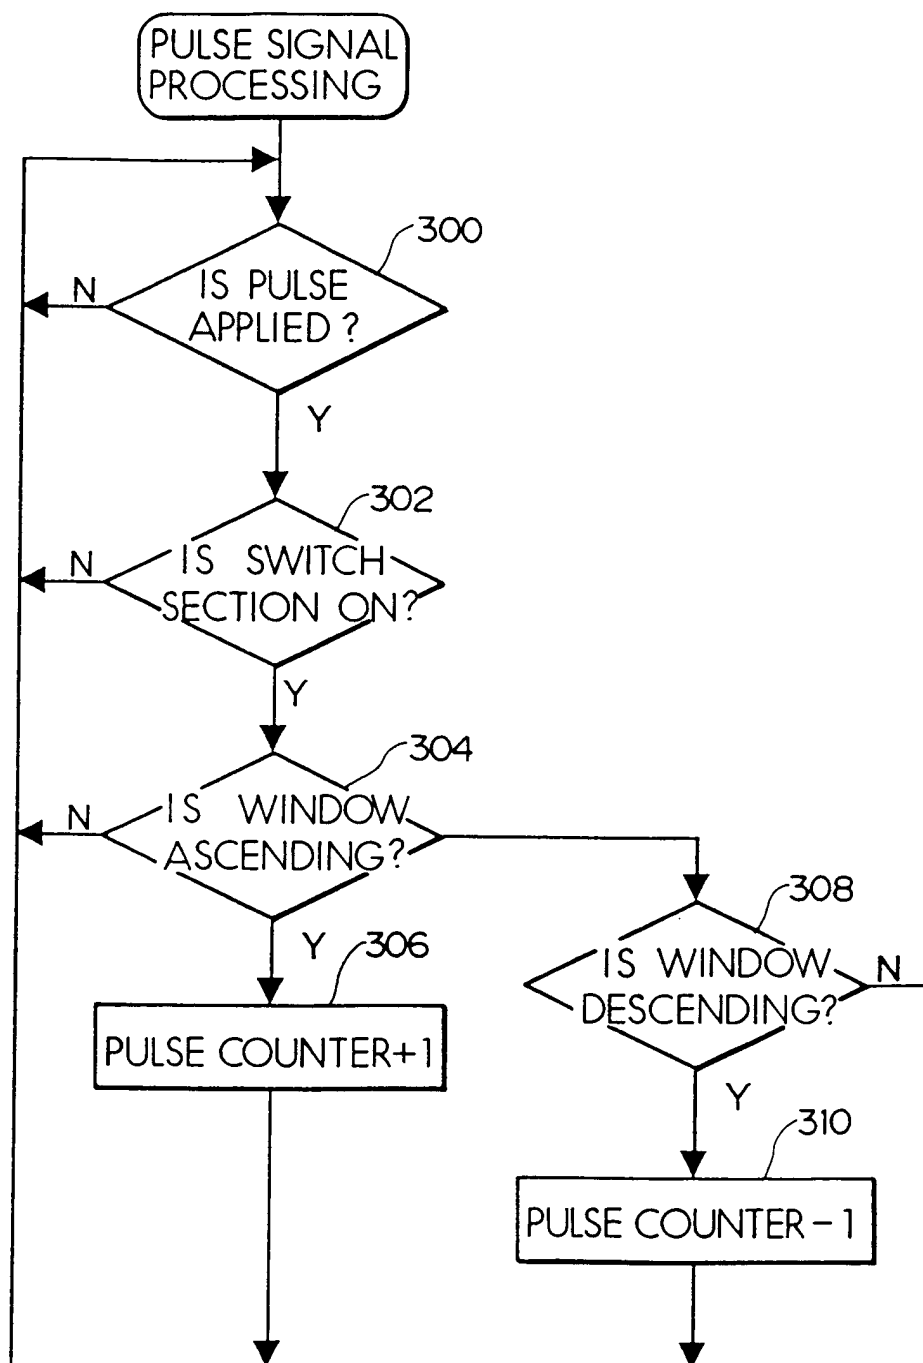 PULSE SIGNAL
PROCESSING
300
N
IS PULSE
APPLIED?
Y
302
N
IS SWITCH
SECTION ON?
Y
304
N
IS WINDOW
ASCENDING?
308
Y
306
IS WINDOW
N
DESCENDING?
PULSE COUNTER+1
Y
310
PULSE COUNTER-1